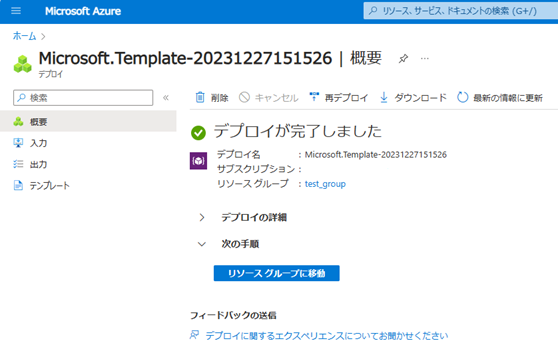 Microsoft Azure
リソース、サービス、ドキュメントの検索 (G+/)
ホーム >
Microsoft.Template-20231227151526 | 概要
デプロイ
検索
削除 キャンセル 再デプロイ ダウンロード 最新の情報に更新
概要
入力
出力
テンプレート
デプロイが完了しました
デプロイ名 : Microsoft.Template-20231227151526
サブスクリプション :
リソース グループ : test_group
デプロイの詳細
次の手順
リソース グループに移動
フィードバックの送信
デプロイに関するエクスペリエンスについてお聞かせください